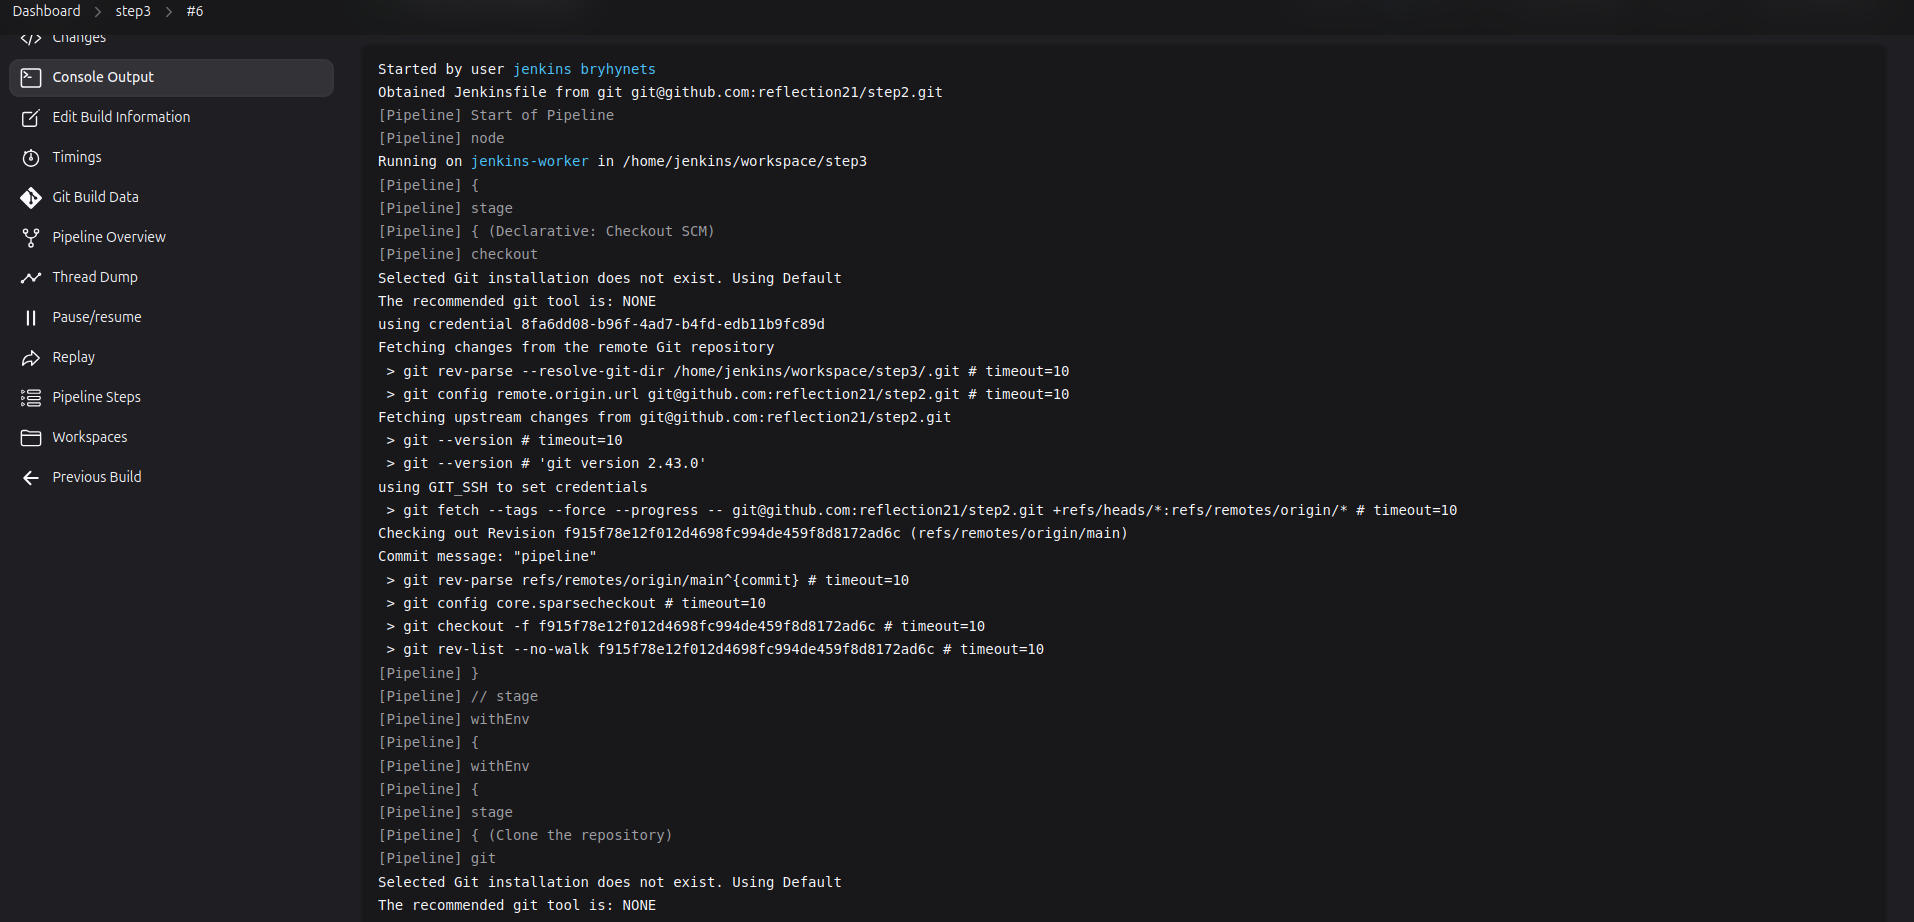 Dashboard > step3 > #6
Changes
Console Output
Edit Build Information
Timings
Git Build Data
Pipeline Overview
Thread Dump
Pause/resume
Replay
Pipeline Steps
Workspaces
Previous Build
Started by user jenkins bryhynets
Obtained Jenkinsfile from git git@github.com:reflection21/step2.git
[Pipeline] Start of Pipeline
[Pipeline] node
Running on jenkins-worker in /home/jenkins/workspace/step3
[Pipeline] {
[Pipeline] stage
[Pipeline] { (Declarative: Checkout SCM)
[Pipeline] checkout
Selected Git installation does not exist. Using Default
The recommended git tool is: NONE
using credential 8fa6dd08-b96f-4ad7-b4fd-edb11b9fc89d
Fetching changes from the remote Git repository
> git rev-parse --resolve-git-dir /home/jenkins/workspace/step3/.git # timeout=10
> git config remote.origin.url git@github.com:reflection21/step2.git # timeout=10
Fetching upstream changes from git@github.com:reflection21/step2.git
> git --version # timeout=10
> git --version # 'git version 2.43.0'
using GIT_SSH to set credentials
> git fetch --tags --force --progress -- git@github.com:reflection21/step2.git +refs/heads/*:refs/remotes/origin/* # timeout=10
Checking out Revision f915f78e12f012d4698fc994de459f8d8172ad6c (refs/remotes/origin/main)
Commit message: "pipeline"
> git rev-parse refs/remotes/origin/main^{commit} # timeout=10
> git config core.sparsecheckout # timeout=10
> git checkout -f f915f78e12f012d4698fc994de459f8d8172ad6c # timeout=10
> git rev-list --no-walk f915f78e12f012d4698fc994de459f8d8172ad6c # timeout=10
[Pipeline] }
[Pipeline] // stage
[Pipeline] withEnv
[Pipeline] {
[Pipeline] withEnv
[Pipeline] {
[Pipeline] stage
[Pipeline] { (Clone the repository)
[Pipeline] git
Selected Git installation does not exist. Using Default
The recommended git tool is: NONE